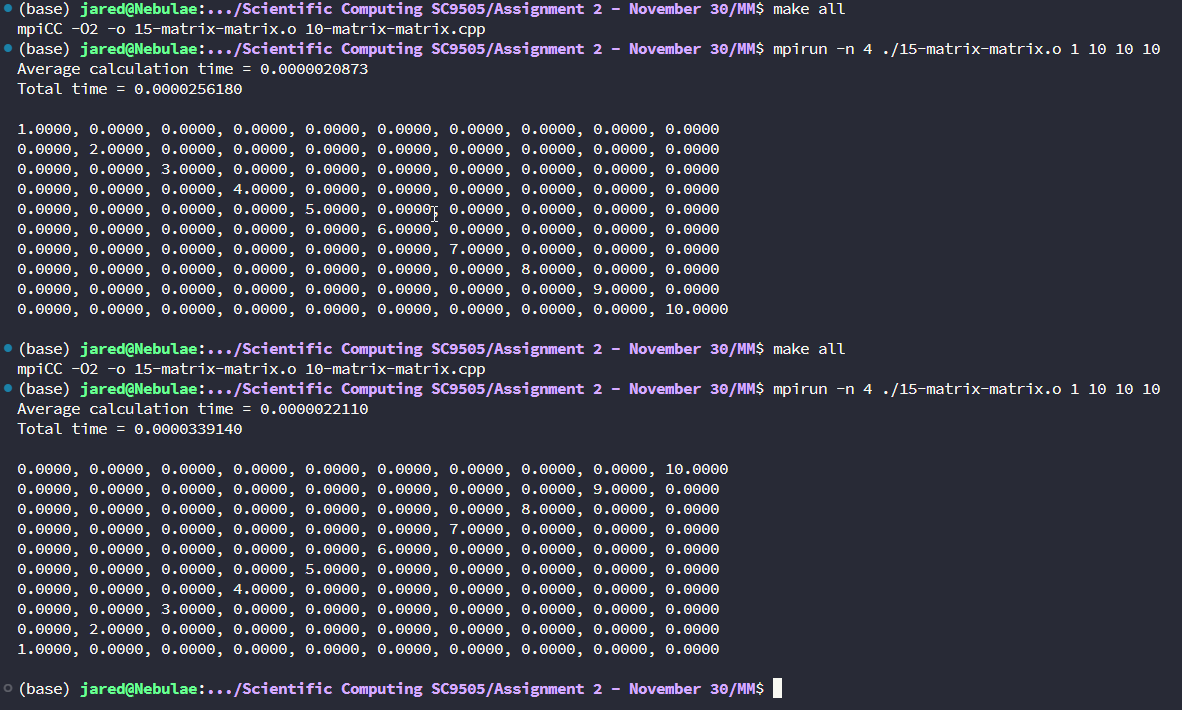 (base) jared@Nebulae:.../Scientific Computing SC9505/Assignment 2 - November 30/MM$ make all
mpiCC -O2 -o 15-matrix-matrix.o 10-matrix-matrix.cpp
(base) jared@Nebulae:.../Scientific Computing SC9505/Assignment 2 - November 30/MM$ mpirun -n 4 ./15-matrix-matrix.o 1 10 10 10
Average calculation time = 0.0000020873
Total time = 0.0000256180
1.0000, 0.0000, 0.0000, 0.0000, 0.0000, 0.0000, 0.0000, 0.0000, 0.0000, 0.0000
0.0000, 2.0000, 0.0000, 0.0000, 0.0000, 0.0000, 0.0000, 0.0000, 0.0000, 0.0000
0.0000, 0.0000, 3.0000, 0.0000, 0.0000, 0.0000, 0.0000, 0.0000, 0.0000, 0.0000
0.0000, 0.0000, 0.0000, 4.0000, 0.0000, 0.0000, 0.0000, 0.0000, 0.0000, 0.0000
0.0000, 0.0000, 0.0000, 0.0000, 5.0000, 0.0000, 0.0000, 0.0000, 0.0000, 0.0000
0.0000, 0.0000, 0.0000, 0.0000, 0.0000, 6.0000, 0.0000, 0.0000, 0.0000, 0.0000
0.0000, 0.0000, 0.0000, 0.0000, 0.0000, 0.0000, 7.0000, 0.0000, 0.0000, 0.0000
0.0000, 0.0000, 0.0000, 0.0000, 0.0000, 0.0000, 0.0000, 8.0000, 0.0000, 0.0000
0.0000, 0.0000, 0.0000, 0.0000, 0.0000, 0.0000, 0.0000, 0.0000, 9.0000, 0.0000
0.0000, 0.0000, 0.0000, 0.0000, 0.0000, 0.0000, 0.0000, 0.0000, 0.0000, 10.0000
(base) jared@Nebulae:.../Scientific Computing SC9505/Assignment 2 - November 30/MM$ make all
mpiCC -O2 -o 15-matrix-matrix.o 10-matrix-matrix.cpp
(base) jared@Nebulae:.../Scientific Computing SC9505/Assignment 2 - November 30/MM$ mpirun -n 4 ./15-matrix-matrix.o 1 10 10 10
Average calculation time = 0.0000022110
Total time = 0.0000339140
0.0000, 0.0000, 0.0000, 0.0000, 0.0000, 0.0000, 0.0000, 0.0000, 0.0000, 10.0000
0.0000, 0.0000, 0.0000, 0.0000, 0.0000, 0.0000, 0.0000, 0.0000, 9.0000, 0.0000
0.0000, 0.0000, 0.0000, 0.0000, 0.0000, 0.0000, 0.0000, 8.0000, 0.0000, 0.0000
0.0000, 0.0000, 0.0000, 0.0000, 0.0000, 0.0000, 7.0000, 0.0000, 0.0000, 0.0000
0.0000, 0.0000, 0.0000, 0.0000, 0.0000, 6.0000, 0.0000, 0.0000, 0.0000, 0.0000
0.0000, 0.0000, 0.0000, 0.0000, 5.0000, 0.0000, 0.0000, 0.0000, 0.0000, 0.0000
0.0000, 0.0000, 0.0000, 4.0000, 0.0000, 0.0000, 0.0000, 0.0000, 0.0000, 0.0000
0.0000, 0.0000, 3.0000, 0.0000, 0.0000, 0.0000, 0.0000, 0.0000, 0.0000, 0.0000
0.0000, 2.0000, 0.0000, 0.0000, 0.0000, 0.0000, 0.0000, 0.0000, 0.0000, 0.0000
1.0000, 0.0000, 0.0000, 0.0000, 0.0000, 0.0000, 0.0000, 0.0000, 0.0000, 0.0000
(base) jared@Nebulae:.../Scientific Computing SC9505/Assignment 2 - November 30/MM$